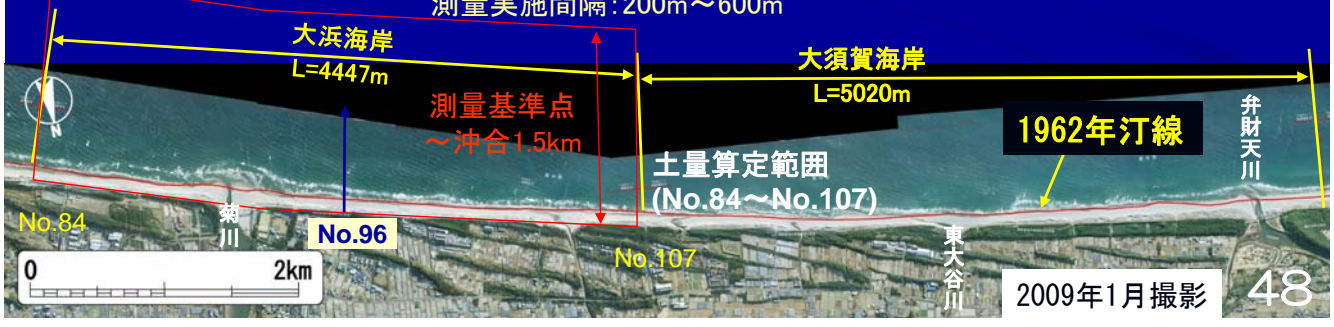 測量実施間隔:200m～600m
大浜海岸
L=4447m
大須賀海岸
L=5020m
測量基準点
～沖合1.5km
N
1962年汀線
弁財天川
土量算定範囲
(No.84～No.107)
No.84
菊川
No.96
No.107
東大谷川
0 2km
2009年1月撮影
48